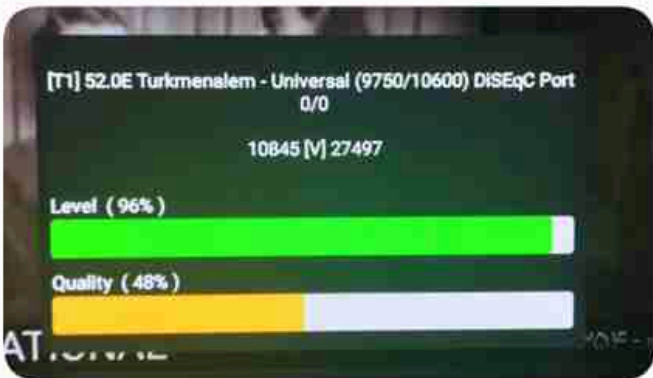 [T1] 52.0E Turkmenalem - Universal (9750/10600) DiSEqC Port
0/0
10845 [V] 27497
Level ( 96% )
Quality ( 48% )